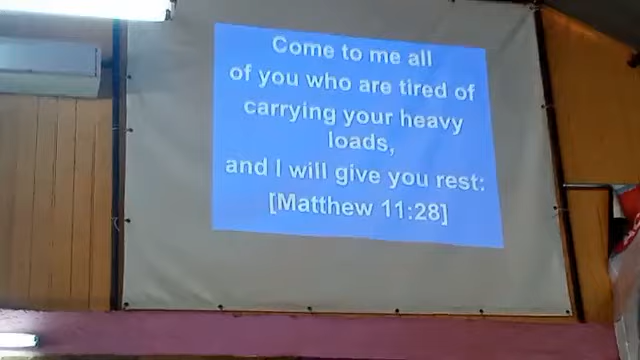 Come to me all
of you who are tired of
carrying your heavy
loads,
and I will give you rest:
[Matthew 11:28]